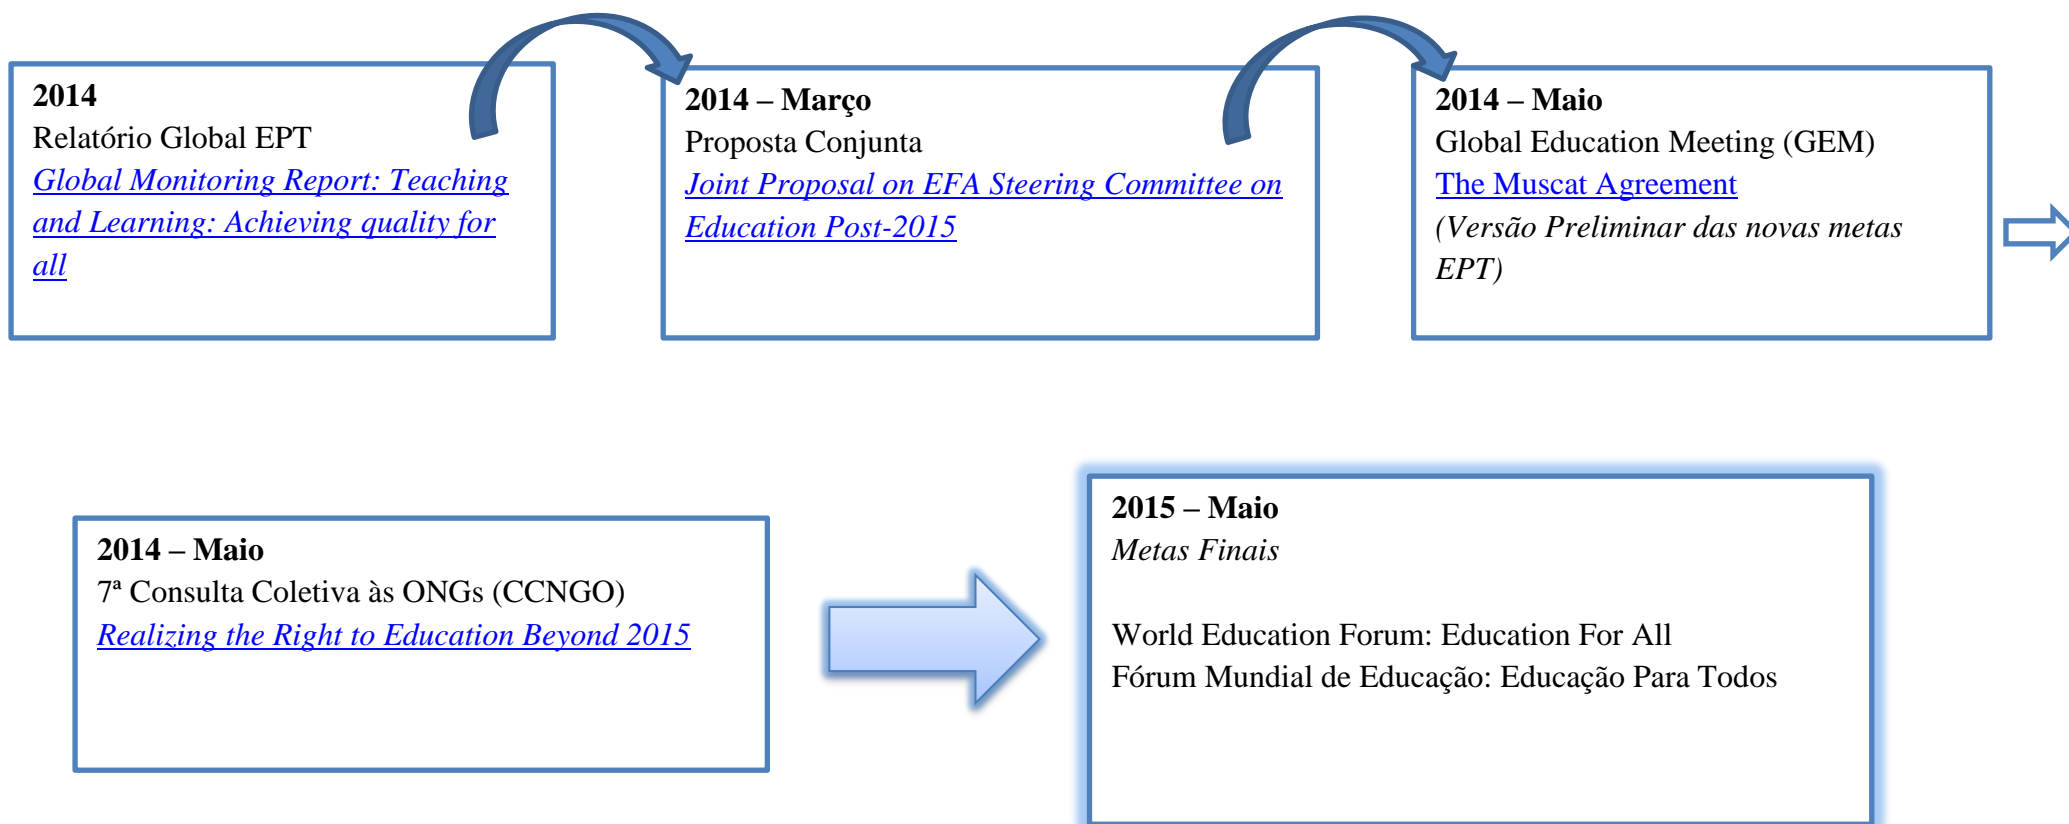 2014
Relatório Global EPT
Global Monitoring Report: Teaching
and Learning: Achieving quality for
all
2014 – Março
Proposta Conjunta
Joint Proposal on EFA Steering Committee on
Education Post-2015
2014 – Maio
Global Education Meeting (GEM)
The Muscat Agreement
(Versão Preliminar das novas metas
EPT)
2014 – Maio
7ª Consulta Coletiva às ONGs (CCNGO)
Realizing the Right to Education Beyond 2015
2015 – Maio
Metas Finais
World Education Forum: Education For All
Fórum Mundial de Educação: Educação Para Todos